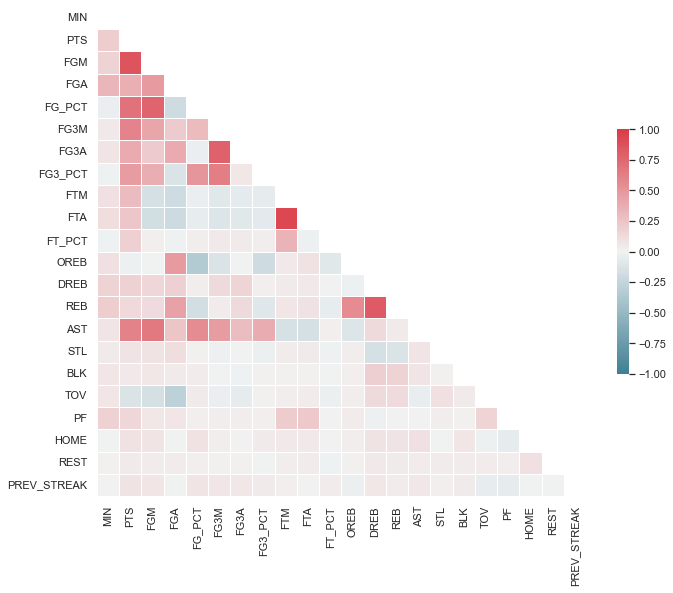 MIN
PTS
FGM
FGA
FG_PCT
FG3M
FG3A
FG3_PCT
FTM
FTA
FT_PCT
OREB
DREB
REB
AST
STL
BLK
TOV
PF
HOME
REST
PREV_STREAK
MIN
PTS
FGM
FGA
FG_PCT
FG3M
FG3A
FG3_PCT
FTM
FTA
FT_PCT
OREB
DREB
REB
AST
STL
BLK
TOV
PF
HOME
REST
PREV_STREAK
1.00
0.75
0.50
0.25
0.00
−0.25
−0.50
−0.75
−1.00